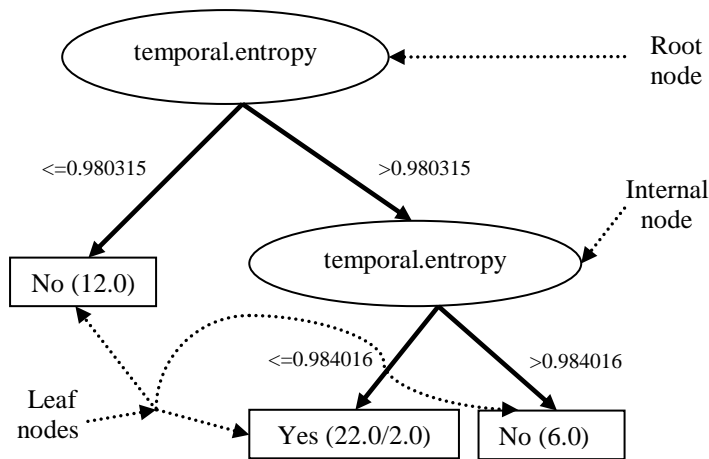 temporal.entropy
Root
node
<=0.980315
>0.980315
Internal
node
No (12.0)
temporal.entropy
<=0.984016
>0.984016
Leaf
nodes
Yes (22.0/2.0)
No (6.0)